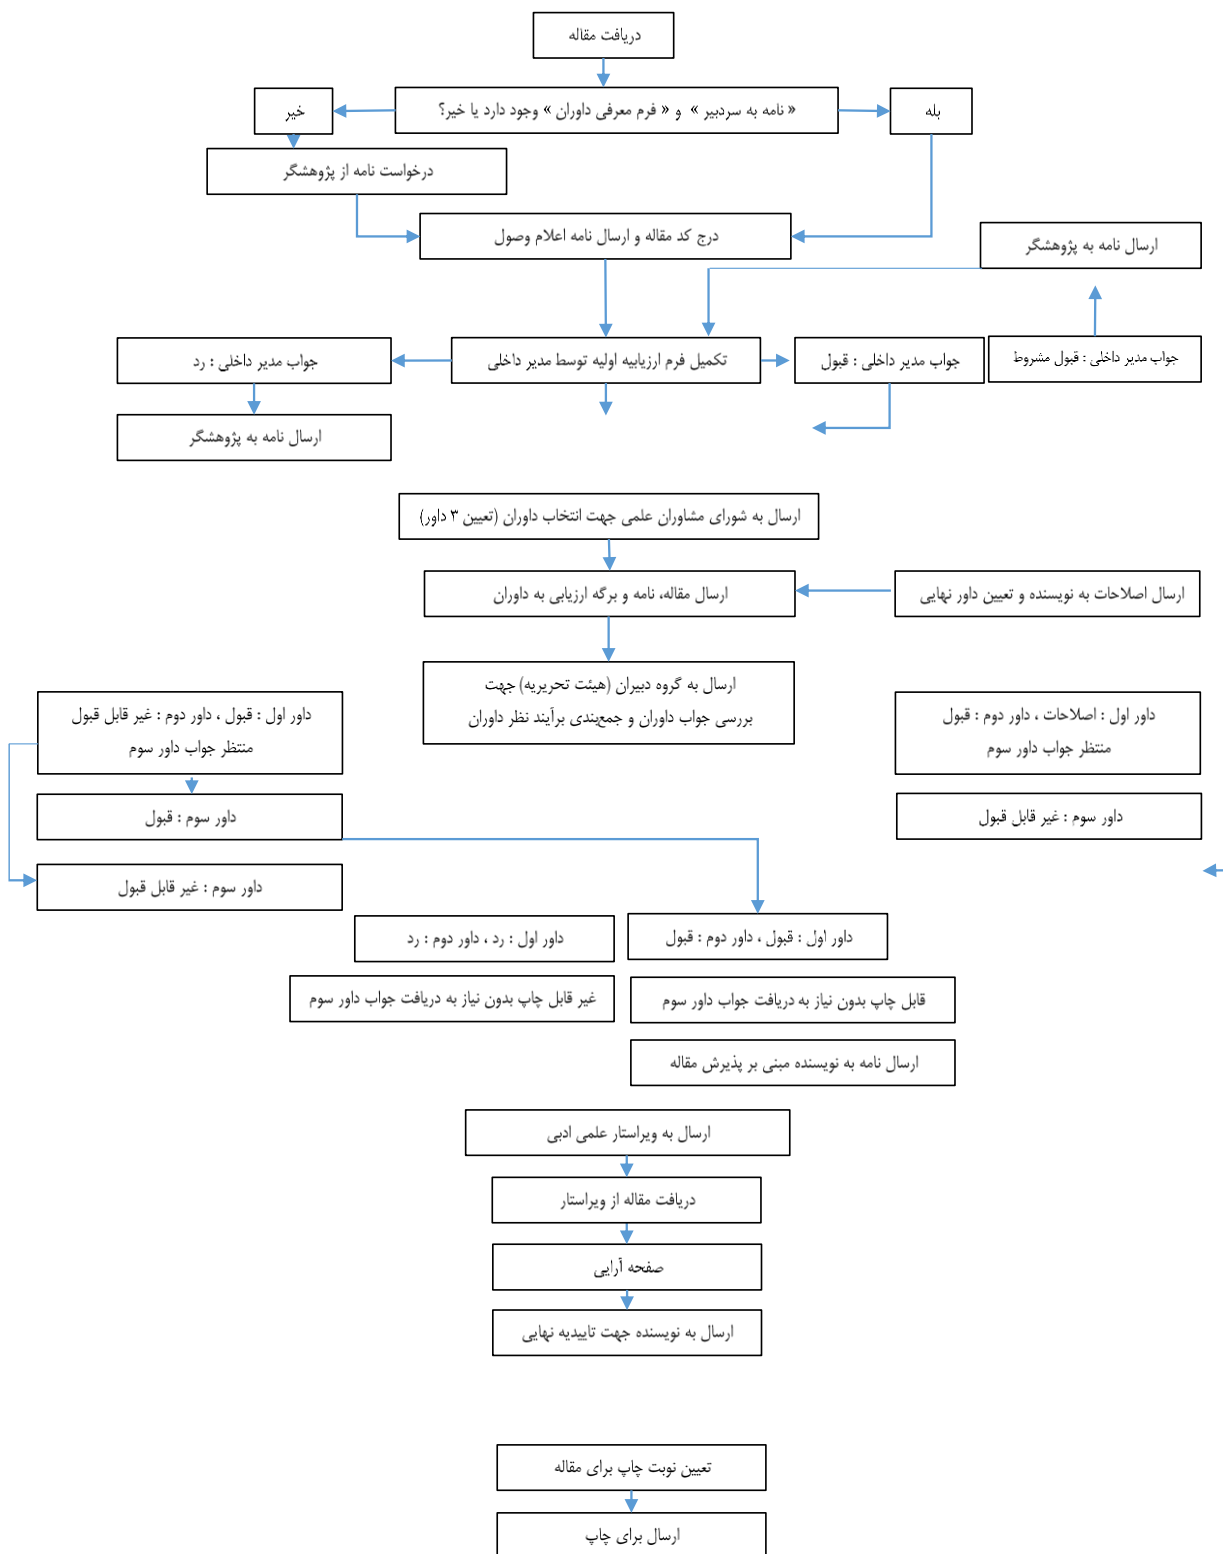 دریافت مقاله
« نامه به سردبیر » و « فرم معرفی داوران » وجود دارد یا خیر؟
بله
خیر
درخواست نامه از پژوهشگر
درج کد مقاله و ارسال نامه اعلام وصول
ارسال نامه به پژوهشگر
جواب مدیر داخلی : قبول مشروط
جواب مدیر داخلی : قبول
تکمیل فرم ارزیابیه اولیه توسط مدیر داخلی
جواب مدیر داخلی : رد
ارسال نامه به پژوهشگر
ارسال به شورای مشاوران علمی جهت انتخاب داوران (تعیین ۳ داور)
ارسال اصلاحات به نویسنده و تعیین داور نهایی
ارسال مقاله، نامه و برگه ارزیابی به داوران
ارسال به گروه دبیران (هیئت تحریریه) جهت
بررسی جواب داوران و جمع‌بندی برآیند نظر داوران
داور اول : اصلاحات ، داور دوم : قبول
منتظر جواب داور سوم
داور سوم : غیر قابل قبول
داور اول : قبول ، داور دوم : غیر قابل قبول
منتظر جواب داور سوم
داور سوم : قبول
داور سوم : غیر قابل قبول
داور اول : قبول ، داور دوم : قبول
داور اول : رد ، داور دوم : رد
قابل چاپ بدون نیاز به دریافت جواب داور سوم
غیر قابل چاپ بدون نیاز به دریافت جواب داور سوم
ارسال نامه به نویسنده مبنی بر پذیرش مقاله
ارسال به ویراستار علمی ادبی
دریافت مقاله از ویراستار
صفحه آرایی
ارسال به نویسنده جهت تاییدیه نهایی
تعیین نوبت چاپ برای مقاله
ارسال برای چاپ